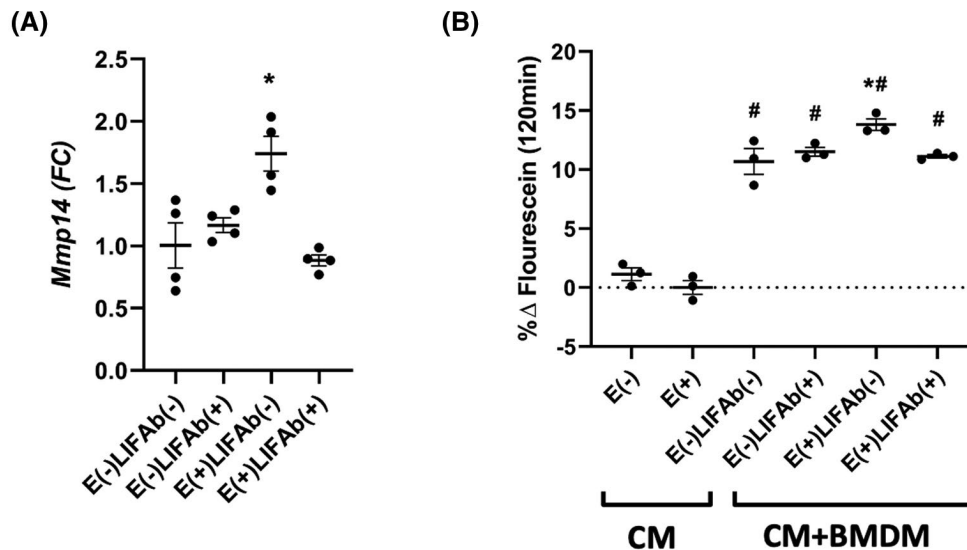 (A)
Mmp14 (FC)
2.5
2.0
1.5
1.0
0.5
0.0
*
E(-)LIFAb(-)
E(-)LIFAb(+)
E(+)LIFAb(-)
E(+)LIFAb(+)
(B)
%Δ Flourescein (120min)
20
15
10
5
0
-5
#
#
*#
#
E(-)
E(+)
E(-)LIFAb(-)
E(-)LIFAb(+)
E(+)LIFAb(-)
E(+)LIFAb(+)
CM
CM+BMDM